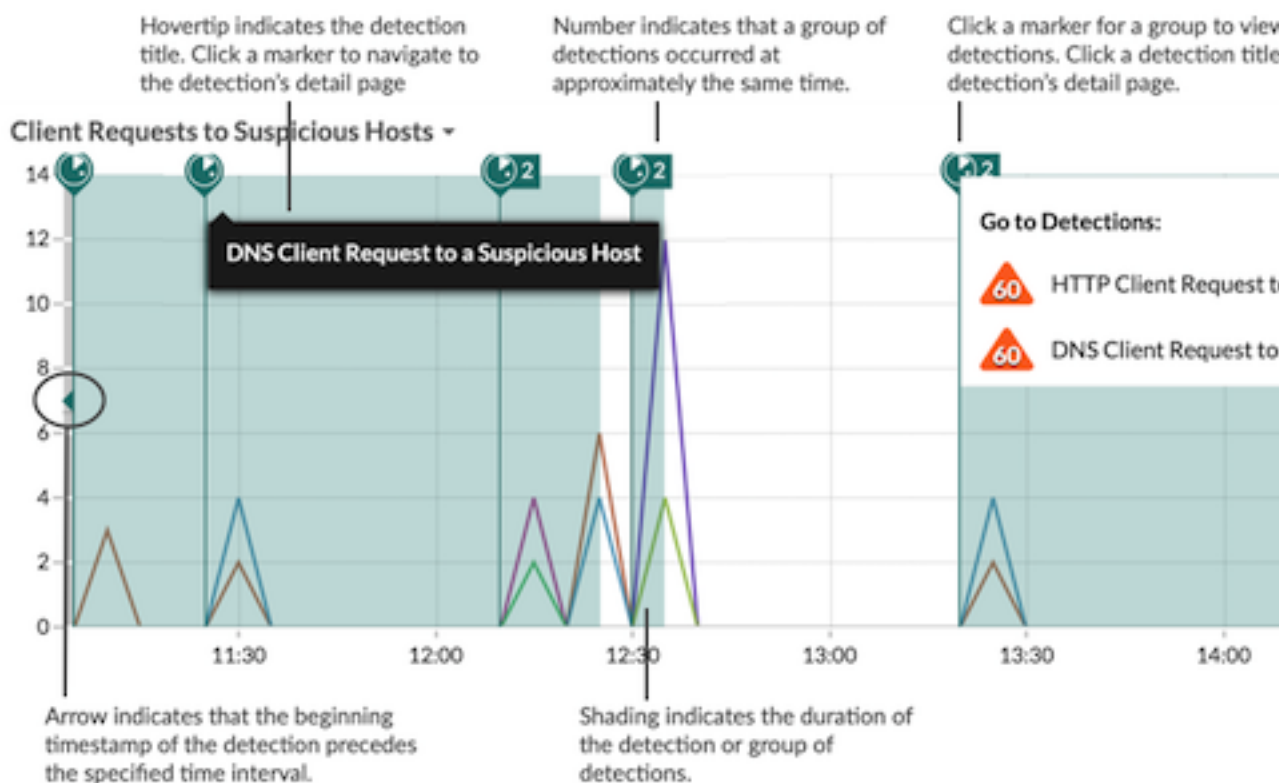 Hovertip indicates the detection
title. Click a marker to navigate to
the detection's detail page
Number indicates that a group of
detections occurred at
approximately the same time.
Click a marker for a group to view
detections. Click a detection title
detection's detail page.
Client Requests to Suspicious Hosts
14
12
10
8
6
4
2
0
2
2
2
DNS Client Request to a Suspicious Host
Go to Detections:
60 HTTP Client Request to
60 DNS Client Request to
11:30
12:00
12:30
13:00
13:30
14:00
Arrow indicates that the beginning
timestamp of the detection precedes
the specified time interval.
Shading indicates the duration of
the detection or group of
detections.